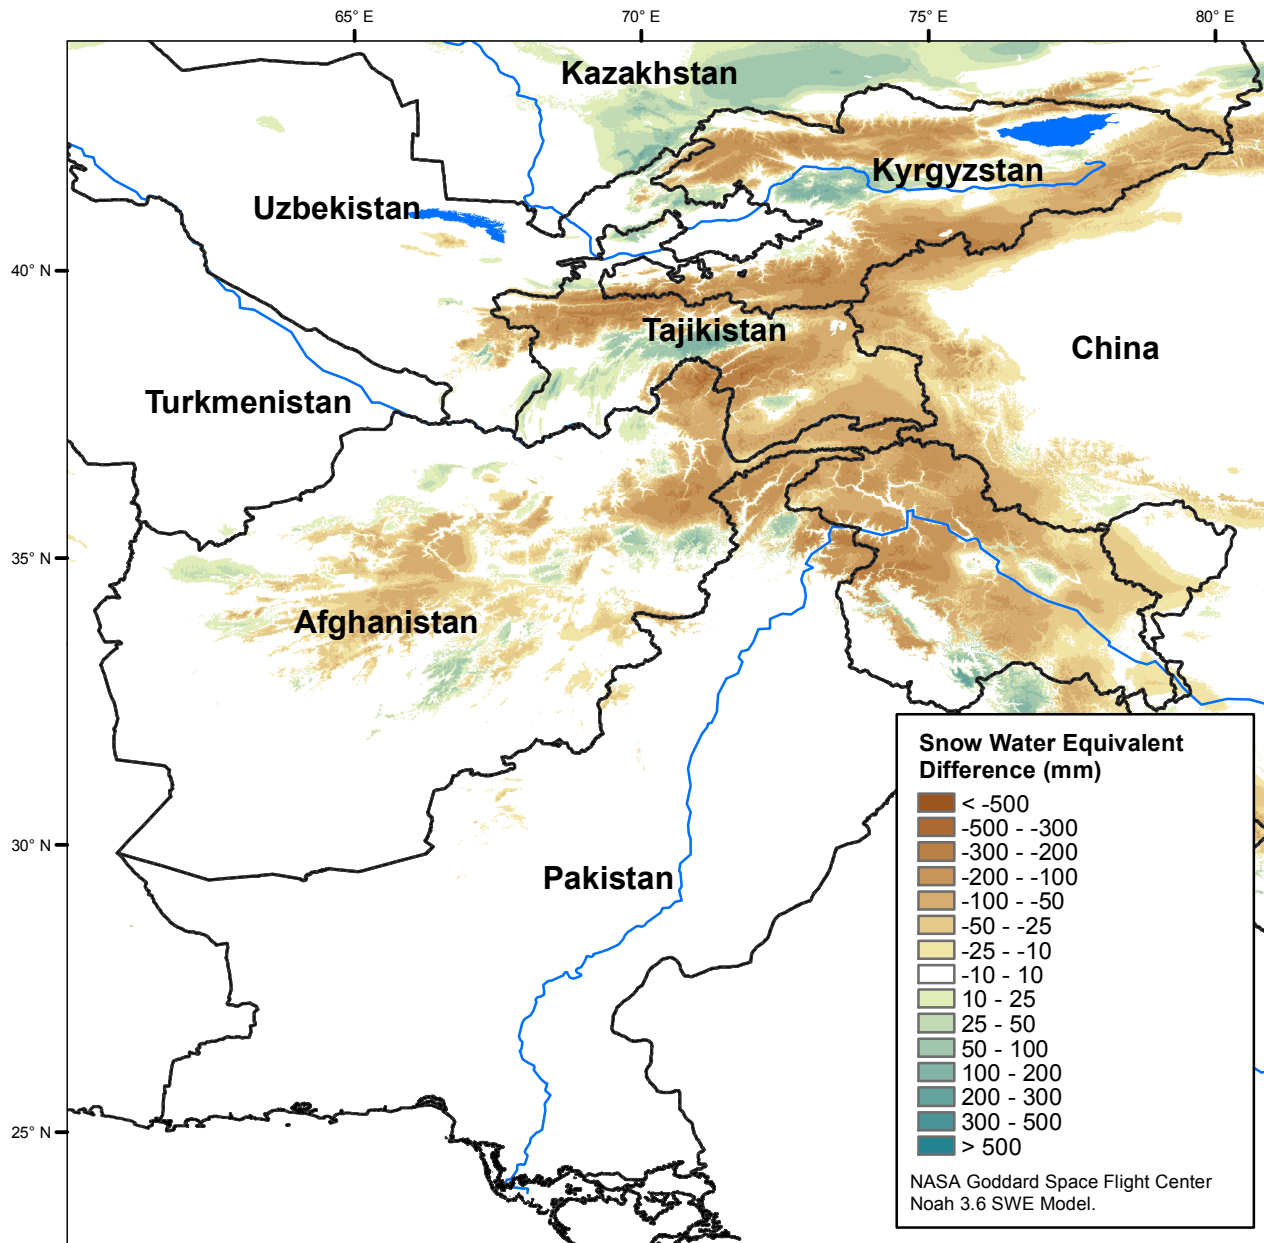 65° E
70° E
75° E
80° E
Kazakhstan
Kyrgyzstan
Uzbekistan
40° N
Tajikistan
China
Turkmenistan
35° N
Afghanistan
30° N
Pakistan
25° N
Snow Water Equivalent
Difference (mm)
< -500
-500 - -300
-300 - -200
-200 - -100
-100 - -50
-50 - -25
-25 - -10
-10 - 10
10 - 25
25 - 50
50 - 100
100 - 200
200 - 300
300 - 500
> 500
NASA Goddard Space Flight Center
Noah 3.6 SWE Model.